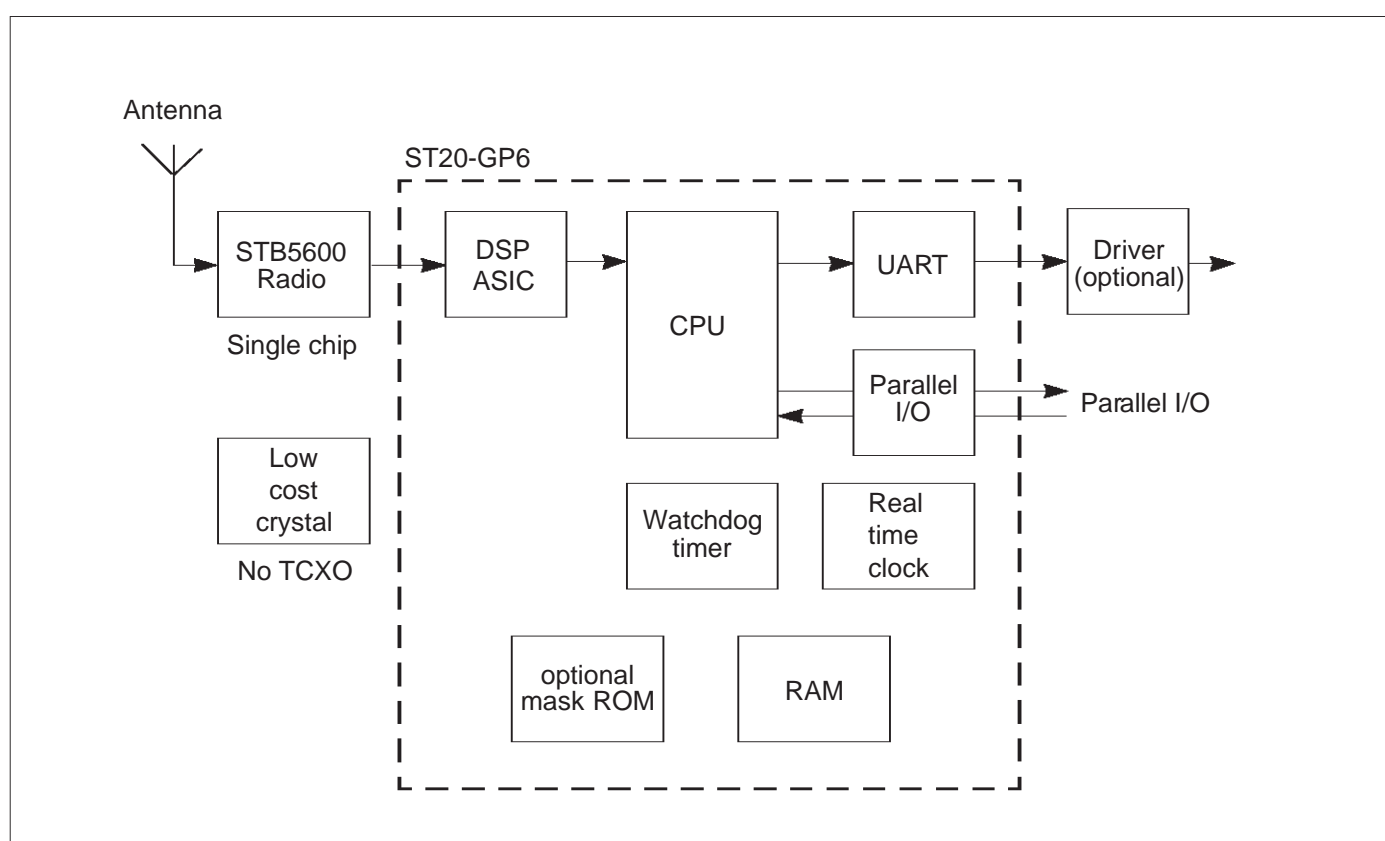 Antenna
ST20-GP6
STB5600
Radio
Single chip
DSP
ASIC
CPU
UART
Driver
(optional)
Parallel
I/O
Parallel I/O
Low
cost
crystal
No TCXO
Watchdog
timer
Real
time
clock
optional
mask ROM
RAM